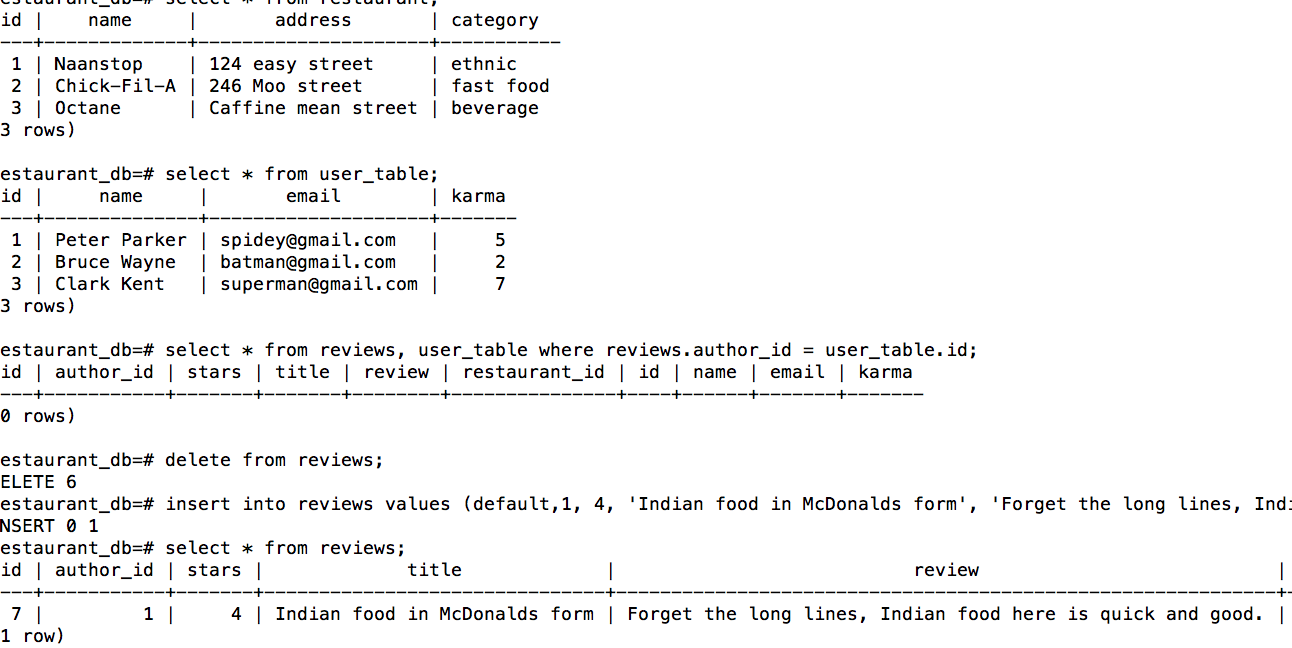 estaurant_db=# select * from restaurant;
id |    name     |       address        | category
---+-------------+----------------------+-----------
 1 | Naanstop    | 124 easy street      | ethnic
 2 | Chick-Fil-A | 246 Moo street       | fast food
 3 | Octane      | Caffine mean street  | beverage
3 rows)
estaurant_db=# select * from user_table;
id |     name     |       email        | karma
---+--------------+--------------------+-------
 1 | Peter Parker | spidey@gmail.com   |     5
 2 | Bruce Wayne  | batman@gmail.com   |     2
 3 | Clark Kent   | superman@gmail.com |     7
3 rows)
estaurant_db=# select * from reviews, user_table where reviews.author_id = user_table.id;
id | author_id | stars | title | review | restaurant_id | id | name | email | karma
---+-----------+-------+-------+--------+---------------+----+------+-------+-------
0 rows)
estaurant_db=# delete from reviews;
ELETE 6
estaurant_db=# insert into reviews values (default,1, 4, 'Indian food in McDonalds form', 'Forget the long lines, Indi
NSERT 0 1
estaurant_db=# select * from reviews;
id | author_id | stars |             title             |                           review                           |
---+-----------+-------+-------------------------------+------------------------------------------------------------+-
 7 |         1 |     4 | Indian food in McDonalds form | Forget the long lines, Indian food here is quick and good. |
1 row)